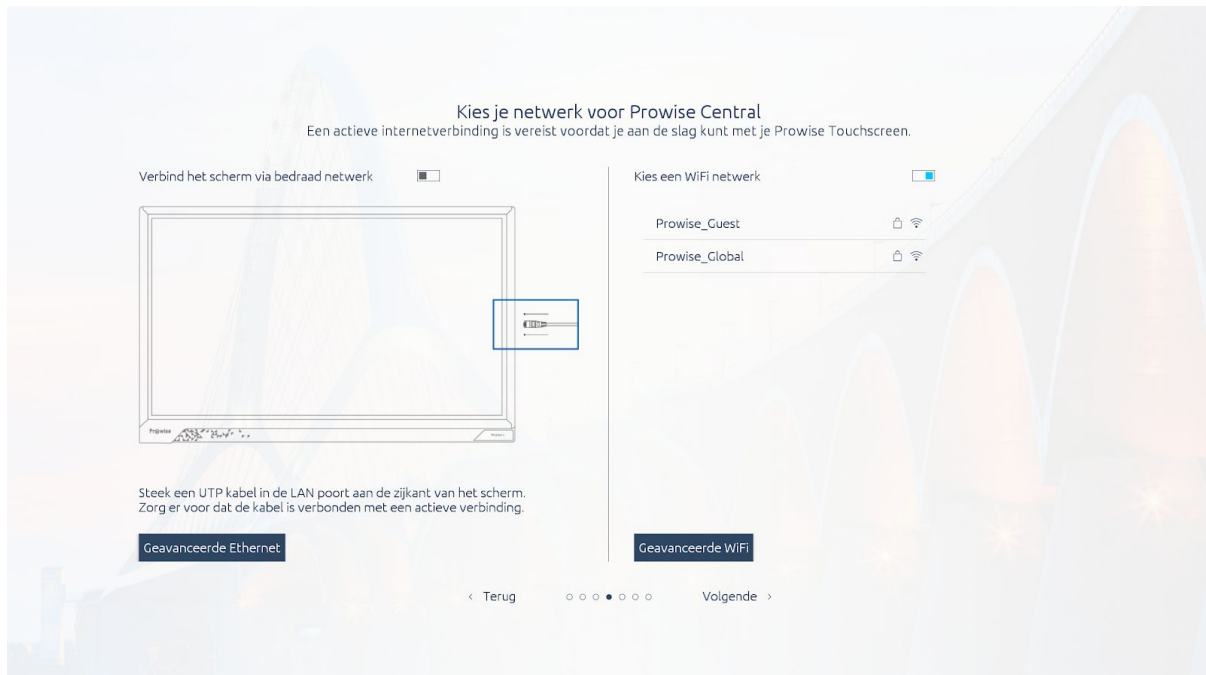 Kies je netwerk voor Prowise Central
Een actieve internetverbinding is vereist voordat je aan de slag kunt met je Prowise Touchscreen.
Verbind het scherm via bedraad netwerk
Prowise
Steek een UTP kabel in de LAN poort aan de zijkant van het scherm.
Zorg er voor dat de kabel is verbonden met een actieve verbinding.
Geavanceerde Ethernet
Kies een WiFi netwerk
Prowise_Guest
Prowise_Global
Geavanceerde WiFi
‹ Terug
Volgende ›